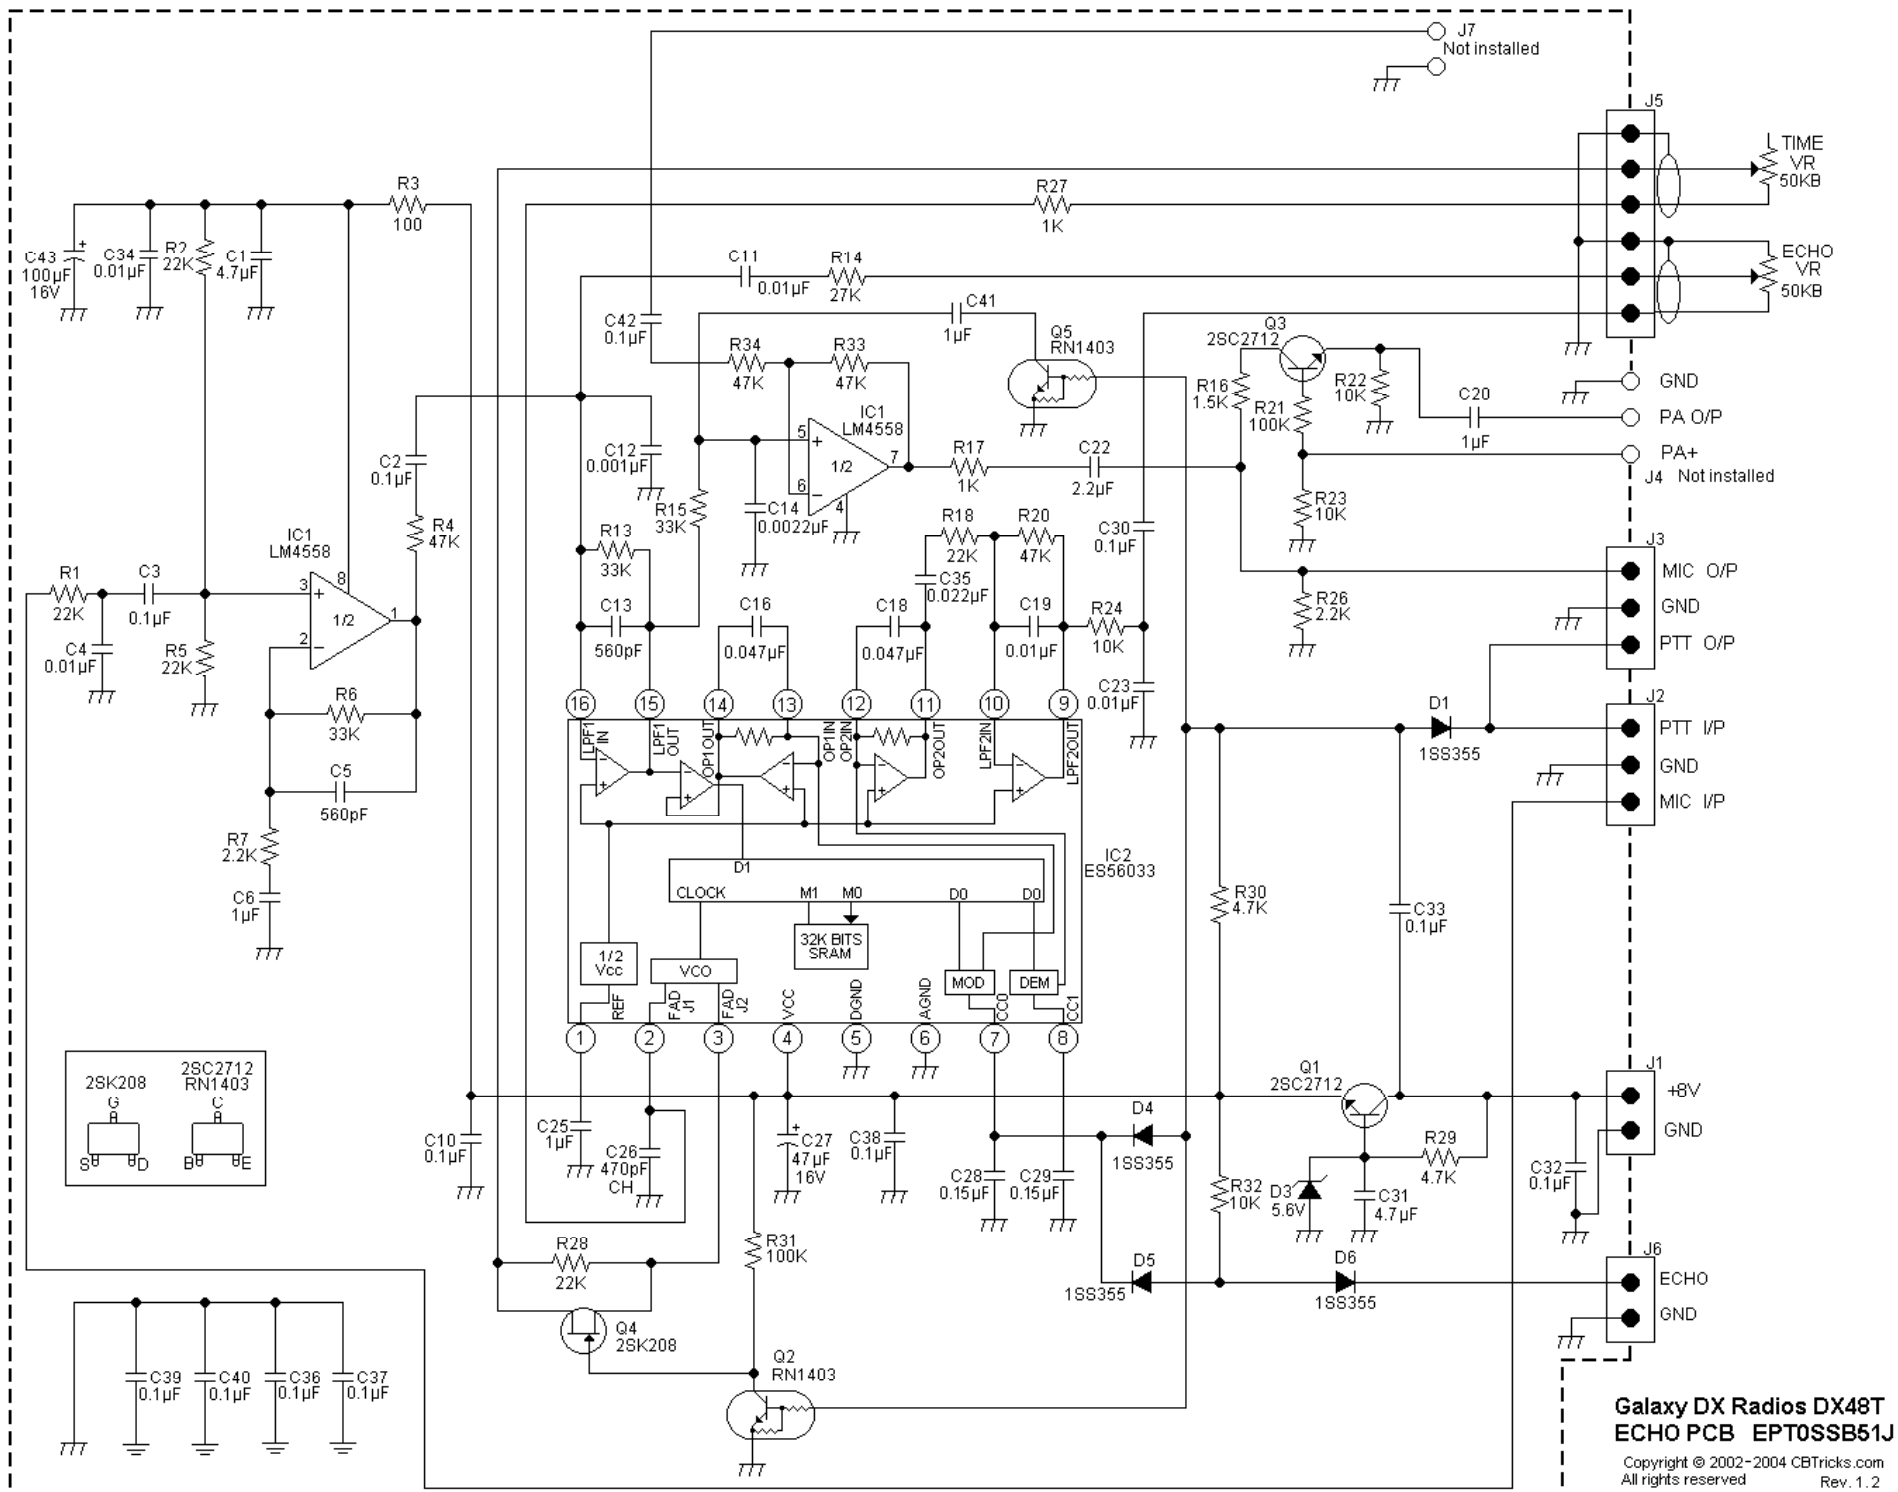 J7
Not installed
J5
TIME
VR
50KB
R3
100
R27
1K
C43
100µF
16V
+
C34
0.01µF
R2
22K
C1
4.7µF
C11
0.01µF
R14
27K
ECHO
VR
50KB
C42
0.1µF
C41
1µF
Q5
RN1403
Q3
2SC2712
R34
47K
R33
47K
R16
1.5K
R22
10K
GND
R21
100K
C20
1µF
PA O/P
PA+
J4 Not installed
IC1
LM4558
5
+
1/2
7
6
−
4
R17
1K
C22
2.2µF
C2
0.1µF
C12
0.001µF
R15
33K
C14
0.0022µF
R23
10K
R4
47K
IC1
LM4558
3
+
8
1/2
1
2
−
R13
33K
R18
22K
R20
47K
C30
0.1µF
J3
MIC O/P
GND
PTT O/P
R1
22K
C3
0.1µF
C35
0.022µF
R26
2.2K
C4
0.01µF
R5
22K
C13
560pF
C16
0.047µF
C18
0.047µF
C19
0.01µF
R24
10K
C23
0.01µF
R6
33K
C5
560pF
R7
2.2K
C6
1µF
16
15
14
13
12
11
10
9
LPF1
IN
LPF1
OUT
OP1OUT
OP1IN
OP2IN
OP2OUT
LPF2IN
LPF2OUT
−
+
−
+
−
+
−
+
−
+
D1
1SS355
J2
PTT I/P
GND
MIC I/P
IC2
ES56033
D1
CLOCK
M1
M0
D0
D0
32K BITS
SRAM
1/2
Vcc
VCO
MOD
DEM
REF
FAD
J1
FAD
J2
VCC
DGND
AGND
CC0
CC1
1
2
3
4
5
6
7
8
R30
4.7K
C33
0.1µF
2SK208
G
S
D
2SC2712
RN1403
C
B
E
Q1
2SC2712
J1
+8V
GND
C10
0.1µF
C25
1µF
C26
470pF
CH
+
C27
47µF
16V
C38
0.1µF
D4
1SS355
C28
0.15µF
C29
0.15µF
R32
10K
D3
5.6V
C31
4.7µF
R29
4.7K
C32
0.1µF
R28
22K
R31
100K
D5
1SS355
D6
1SS355
J6
ECHO
GND
Q4
2SK208
Q2
RN1403
C39
0.1µF
C40
0.1µF
C36
0.1µF
C37
0.1µF
Galaxy DX Radios DX48T
ECHO PCB EPT0SSB51J
Copyright © 2002-2004 CBTricks.com
All rights reserved Rev. 1.2